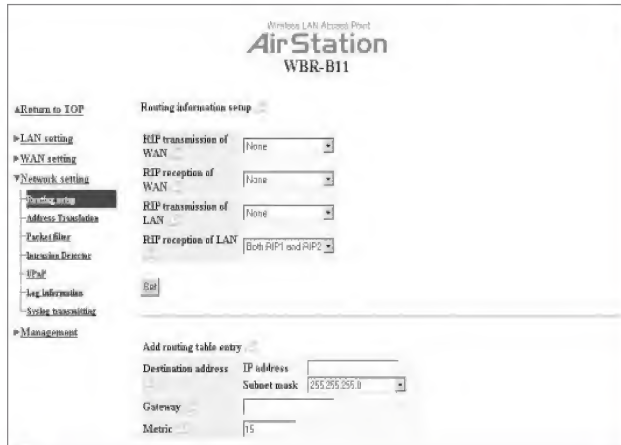 Wireless LAN Access Point
AirStation
WBR-B11
Return to TOP
LAN setting
WAN setting
Network setting
Routing setup
Address Translation
Packet filter
Intrusion Detector
UPnP
Log information
Syslog transmitting
Management
Routing information setup
RIP transmission of WAN
None
RIP reception of WAN
None
RIP transmission of LAN
None
RIP reception of LAN
Both RIP1 and RIP2
Set
Add routing table entry
Destination address
IP address
Subnet mask
255.255.255.0
Gateway
Metric
15